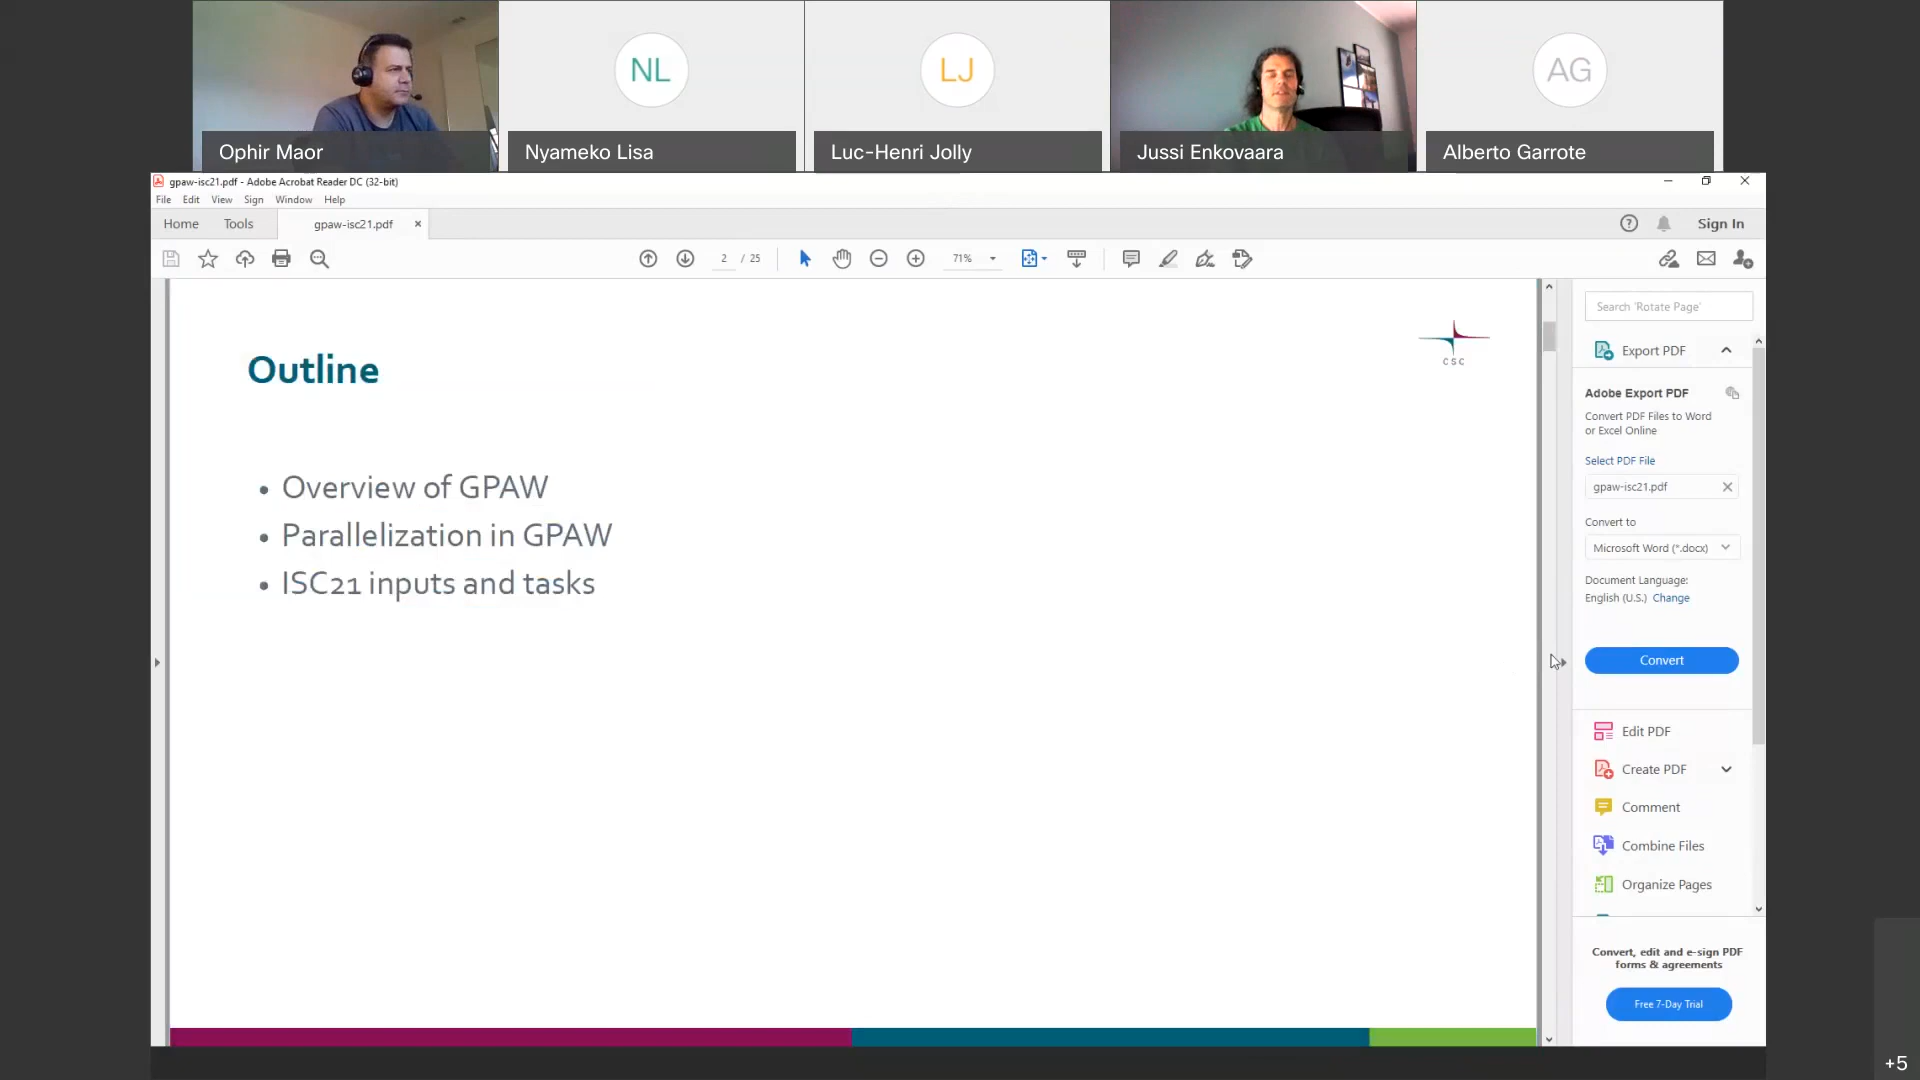 NL
LJ
AG
Ophir Maor
Nyameko Lisa
Luc-Henri Jolly
Jussi Enkovaara
Alberto Garrote
gpaw-isc21.pdf - Adobe Acrobat Reader DC (32-bit)
File Edit View Sign Window Help
Home Tools gpaw-isc21.pdf × Sign In
2 / 25 71%
Outline
CSC
• Overview of GPAW
• Parallelization in GPAW
• ISC21 inputs and tasks
Search 'Rotate Page'
Export PDF
Adobe Export PDF
Convert PDF Files to Word
or Excel Online
Select PDF File
gpaw-isc21.pdf
Convert to
Microsoft Word (*.docx)
Document Language:
English (U.S.) Change
Convert
Edit PDF
Create PDF
Comment
Combine Files
Organize Pages
Convert, edit and e-sign PDF
forms & agreements
Free 7-Day Trial
+5